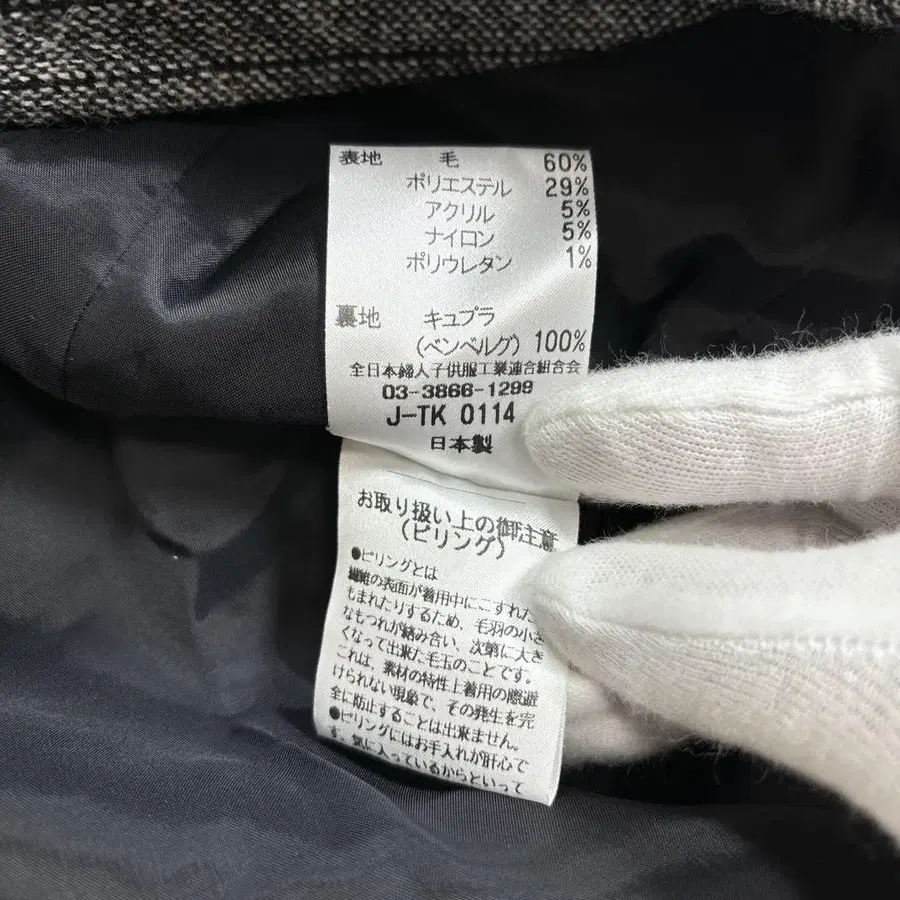 表地 毛 60%
ポリエステル 29%
アクリル 5%
ナイロン 5%
ポリウレタン 1%
裏地 キュプラ
(ベンベルグ) 100%
全日本婦人子供服工業連合組合会
03-3866-1299
J-TK 0114
日本製
お取り扱い上の御注意
(ピリング)
●ピリングとは
繊維の表面が着用中にこすれた
もまれたりするため、毛羽の小さ
なもつれが絡み合い、次第に大き
くなって出来た毛玉のことです。
これは、素材の特性上着用の際避
けられない現象で、その発生を完
全に防止することは出来ません。
●ピリングにはお手入れが肝心で
す。気に入っているからといって